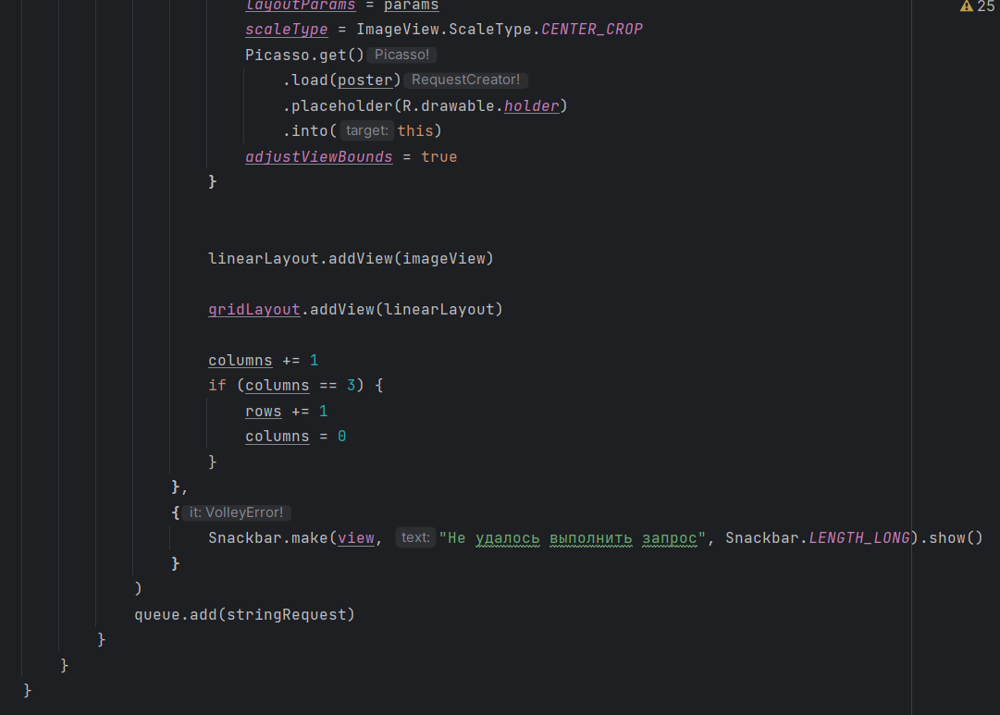 layoutParams = params
25
scaleType = ImageView.ScaleType.CENTER_CROP
Picasso.get() Picasso!
.load(poster) RequestCreator!
.placeholder(R.drawable.holder)
.into( target: this)
adjustViewBounds = true
}
linearLayout.addView(imageView)
gridLayout.addView(linearLayout)
columns += 1
if (columns == 3) {
rows += 1
columns = 0
}
},
{ it: VolleyError!
Snackbar.make(view, text: "Не удалось выполнить запрос", Snackbar.LENGTH_LONG).show()
}
)
queue.add(stringRequest)
}
}
}